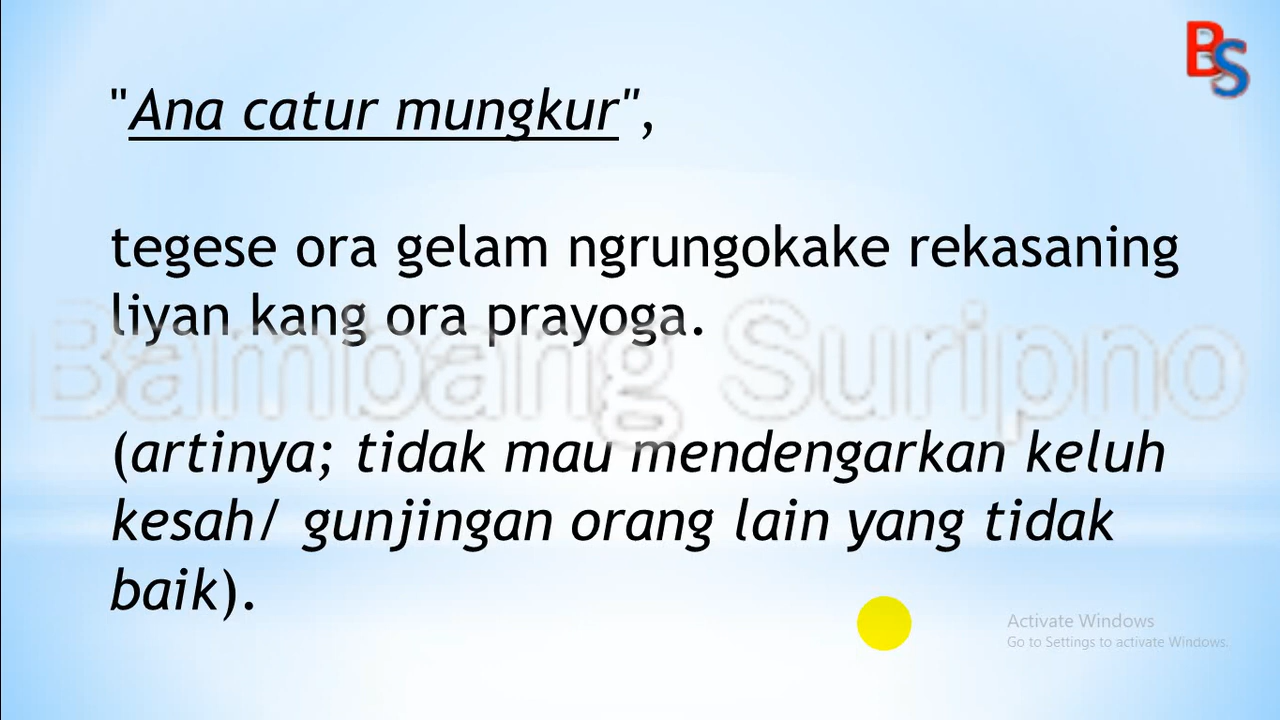 "Ana catur mungkur",
tegese ora gelam ngrungokake rekasaning
liyan kang ora prayoga.
Bambang Suripno
(artinya; tidak mau mendengarkan keluh
kesah/ gunjingan orang lain yang tidak
baik).
BS
Activate Windows
Go to Settings to activate Windows.